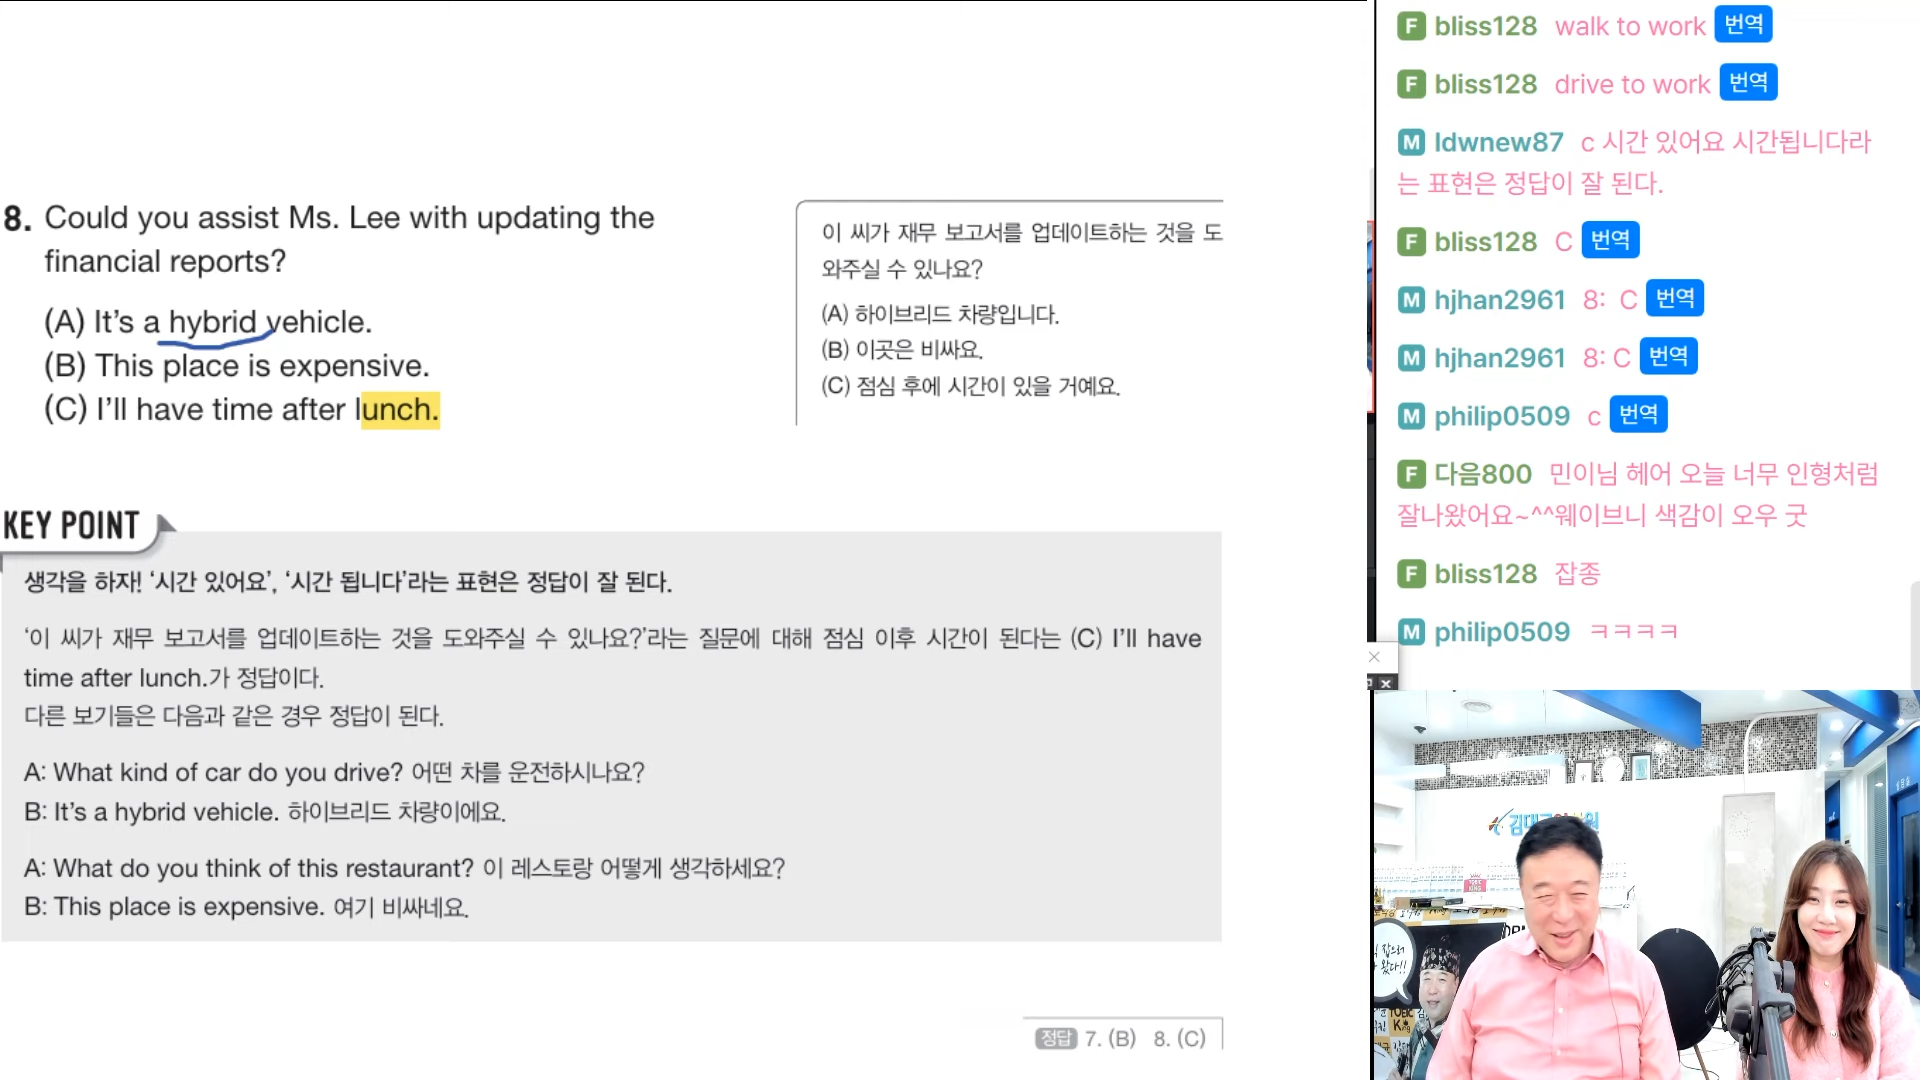 8. Could you assist Ms. Lee with updating the
financial reports?
(A) It's a hybrid vehicle.
(B) This place is expensive.
(C) I'll have time after lunch.
이 씨가 재무 보고서를 업데이트하는 것을 도
와주실 수 있나요?
(A) 하이브리드 차량입니다.
(B) 이곳은 비싸요.
(C) 점심 후에 시간이 있을 거예요.
KEY POINT
생각을 하자! ‘시간 있어요’, ‘시간 됩니다’라는 표현은 정답이 잘 된다.
‘이 씨가 재무 보고서를 업데이트하는 것을 도와주실 수 있나요?’라는 질문에 대해 점심 이후 시간이 된다는 (C) I'll have
time after lunch.가 정답이다.
다른 보기들은 다음과 같은 경우 정답이 된다.
A: What kind of car do you drive? 어떤 차를 운전하시나요?
B: It's a hybrid vehicle. 하이브리드 차량이에요.
A: What do you think of this restaurant? 이 레스토랑 어떻게 생각하세요?
B: This place is expensive. 여기 비싸네요.
정답 7. (B) 8. (C)
F bliss128 walk to work 번역
F bliss128 drive to work 번역
M ldwnew87 c 시간 있어요 시간됩니다라
는 표현은 정답이 잘 된다.
F bliss128 C 번역
M hjhan2961 8: C 번역
M hjhan2961 8: C 번역
M philip0509 c 번역
F 다음800 민이님 헤어 오늘 너무 인형처럼
잘나왔어요~^^웨이브니 색감이 오우 굿
F bliss128 잡종
M philip0509 ㅋㅋㅋㅋ
왔다!!
TOEIC
King